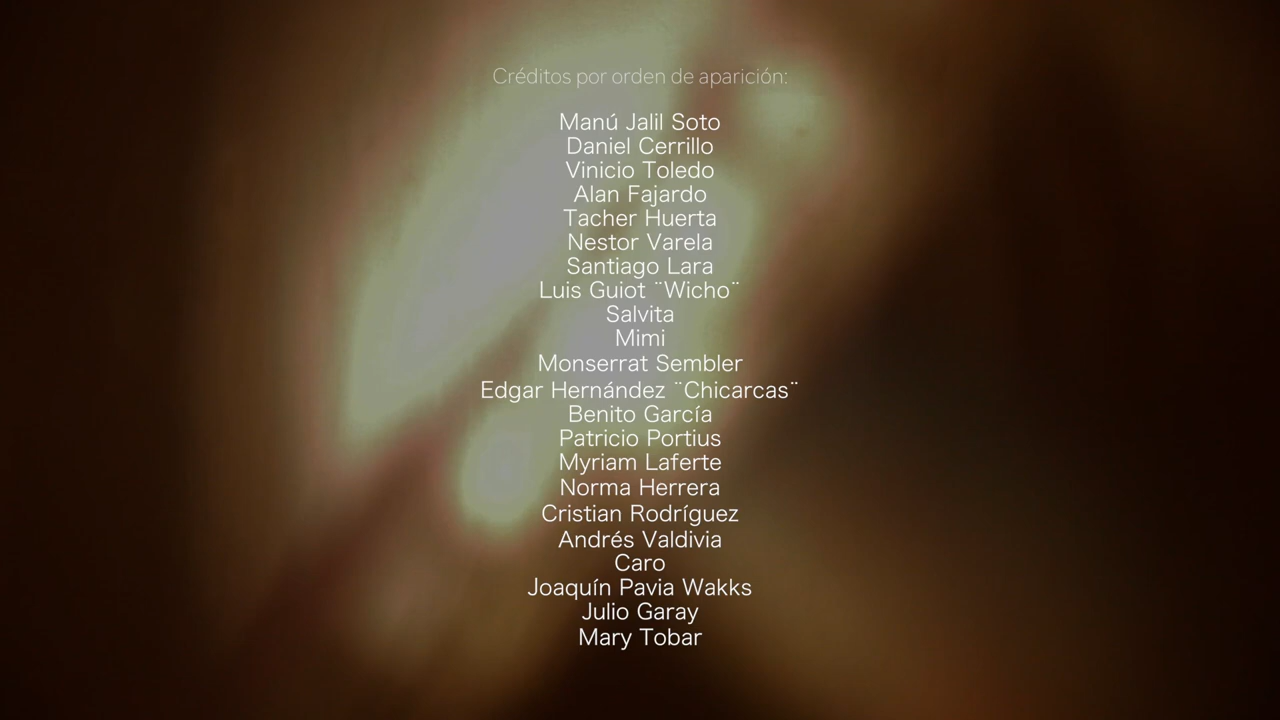 Créditos por orden de aparición:
Manú Jalil Soto
Daniel Cerrillo
Vinicio Toledo
Alan Fajardo
Tacher Huerta
Nestor Varela
Santiago Lara
Luis Guiot ¨Wicho¨
Salvita
Mimi
Monserrat Sembler
Edgar Hernández ¨Chicarcas¨
Benito García
Patricio Portius
Myriam Laferte
Norma Herrera
Cristian Rodríguez
Andrés Valdivia
Caro
Joaquín Pavia Wakks
Julio Garay
Mary Tobar